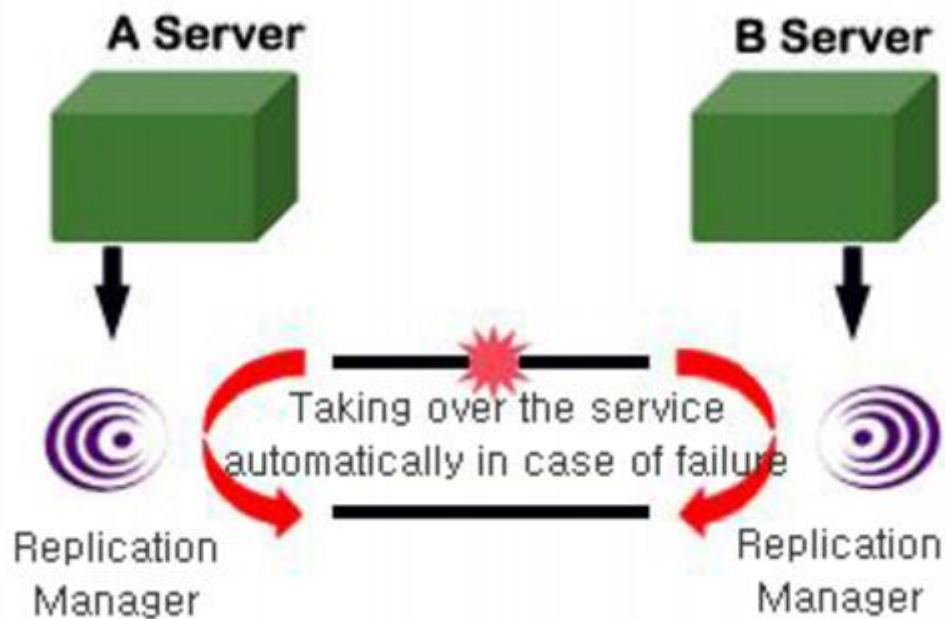 A Server
B Server
Taking over the service
automatically in case of failure
Replication
Manager
Replication
Manager